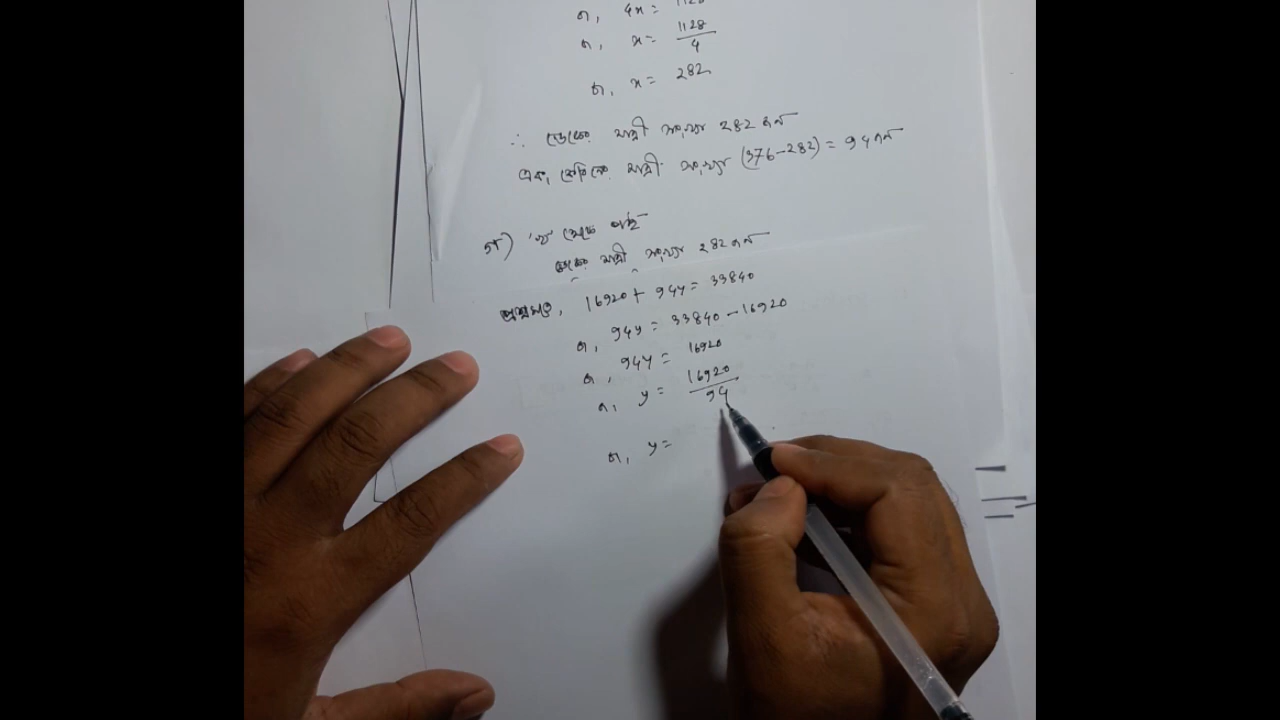 বা, 4x = 1128
বা, x = 1128/4
বা, x = 282
∴ ডেকের যাত্রী সংখ্যা 282 জন
এবং কেবিনের যাত্রী সংখ্যা (376-282) = 94 জন
গ) 'খ' থেকে পাই
ডেকের যাত্রী সংখ্যা 282 জন
প্রশ্নমতে, 16920 + 94y = 33840
বা, 94y = 33840 - 16920
বা, 94y = 16920
বা, y = 16920/94
বা, y =